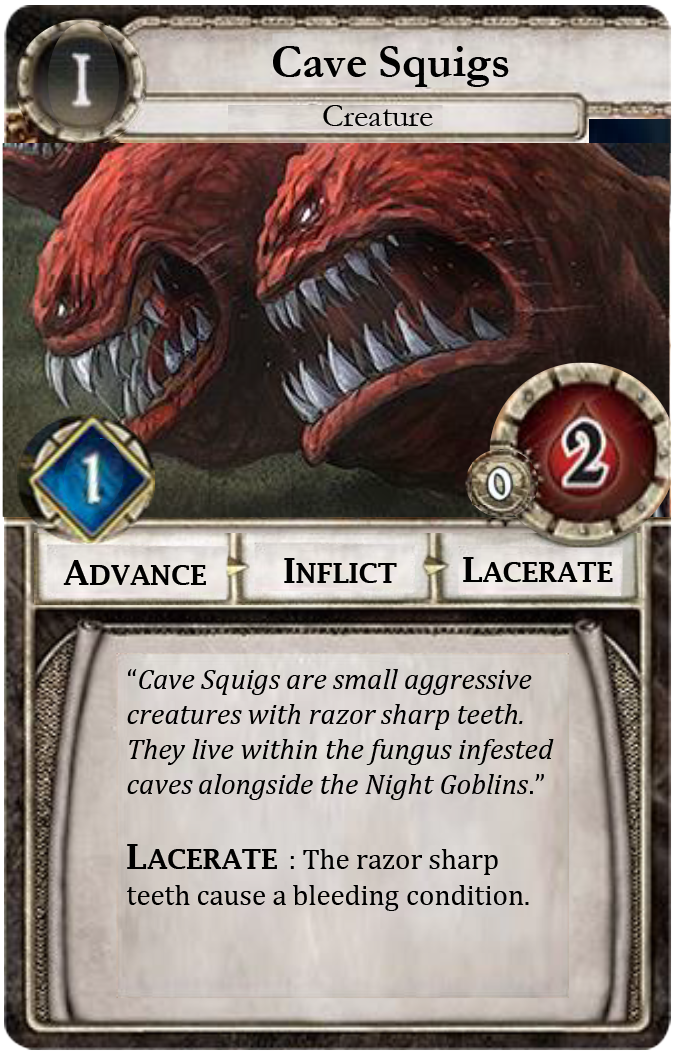 I
Cave Squigs
Creature
1
0
2
ADVANCE INFLICT LACERATE
“Cave Squigs are small aggressive
creatures with razor sharp teeth.
They live within the fungus infested
caves alongside the Night Goblins.”
LACERATE : The razor sharp
teeth cause a bleeding condition.